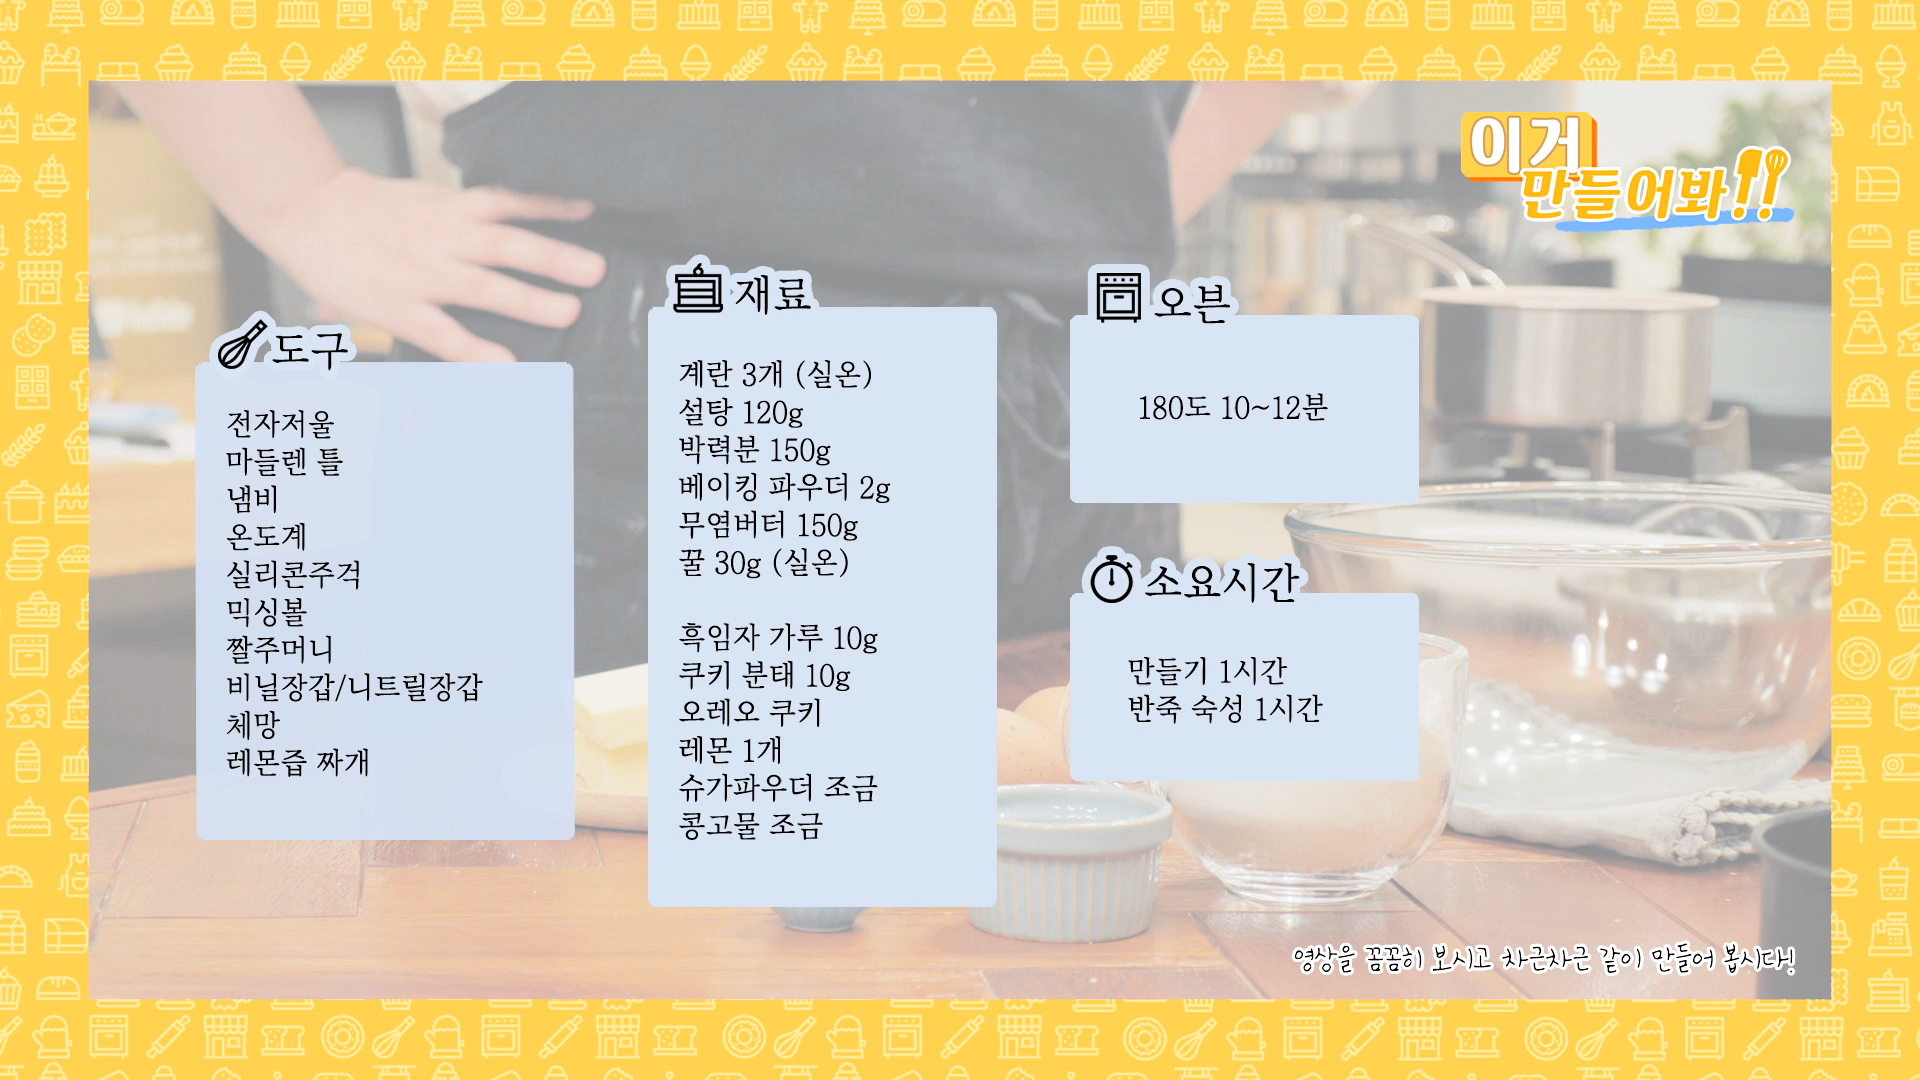 이거
만들어봐!!
도구
전자저울
마들렌 틀
냄비
온도계
실리콘주걱
믹싱볼
짤주머니
비닐장갑/니트릴장갑
체망
레몬즙 짜개
재료
계란 3개 (실온)
설탕 120g
박력분 150g
베이킹 파우더 2g
무염버터 150g
꿀 30g (실온)
흑임자 가루 10g
쿠키 분태 10g
오레오 쿠키
레몬 1개
슈가파우더 조금
콩고물 조금
오븐
180도 10~12분
소요시간
만들기 1시간
반죽 숙성 1시간
영상을 꼼꼼히 보시고 차근차근 같이 만들어 봅시다!